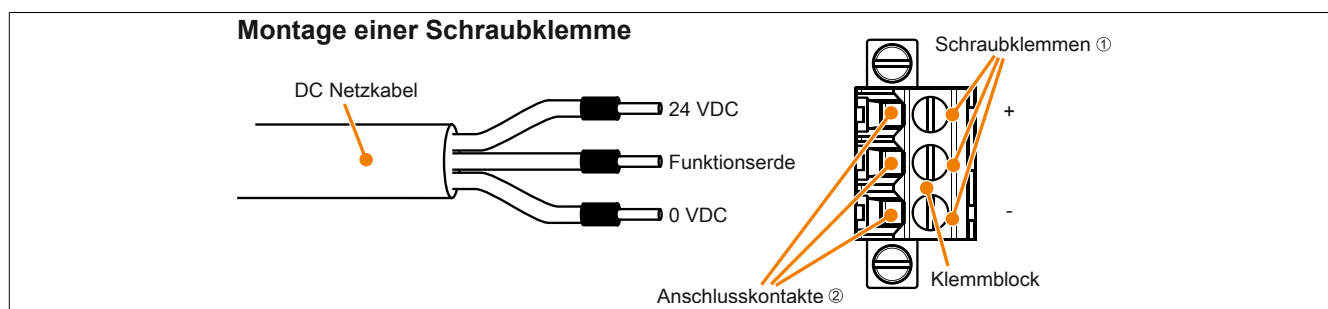 Montage einer Schraubklemme
DC Netzkabel
24 VDC
Funktionserde
0 VDC
Schraubklemmen ①
+
-
Klemmblock
Anschlusskontakte ②